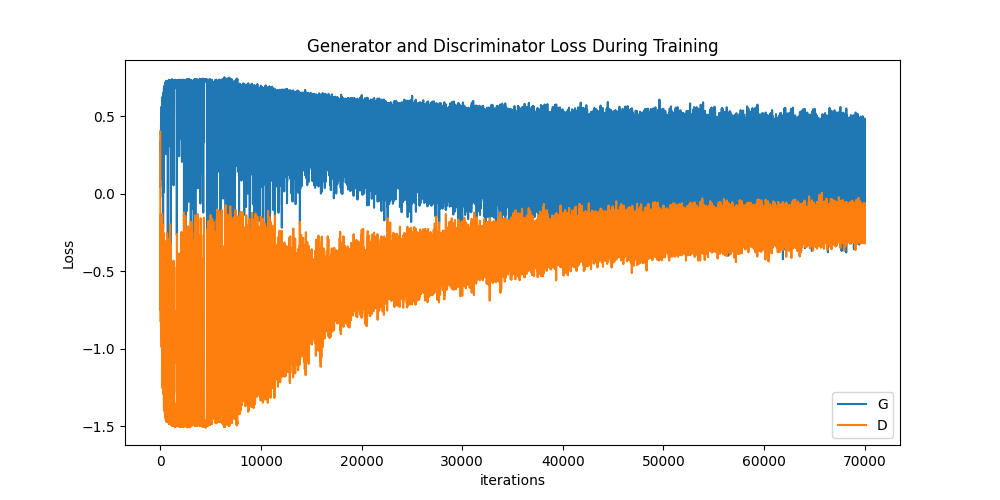 Generator and Discriminator Loss During Training
Loss
0.5
0.0
−0.5
−1.0
−1.5
0 10000 20000 30000 40000 50000 60000 70000
iterations
G
D